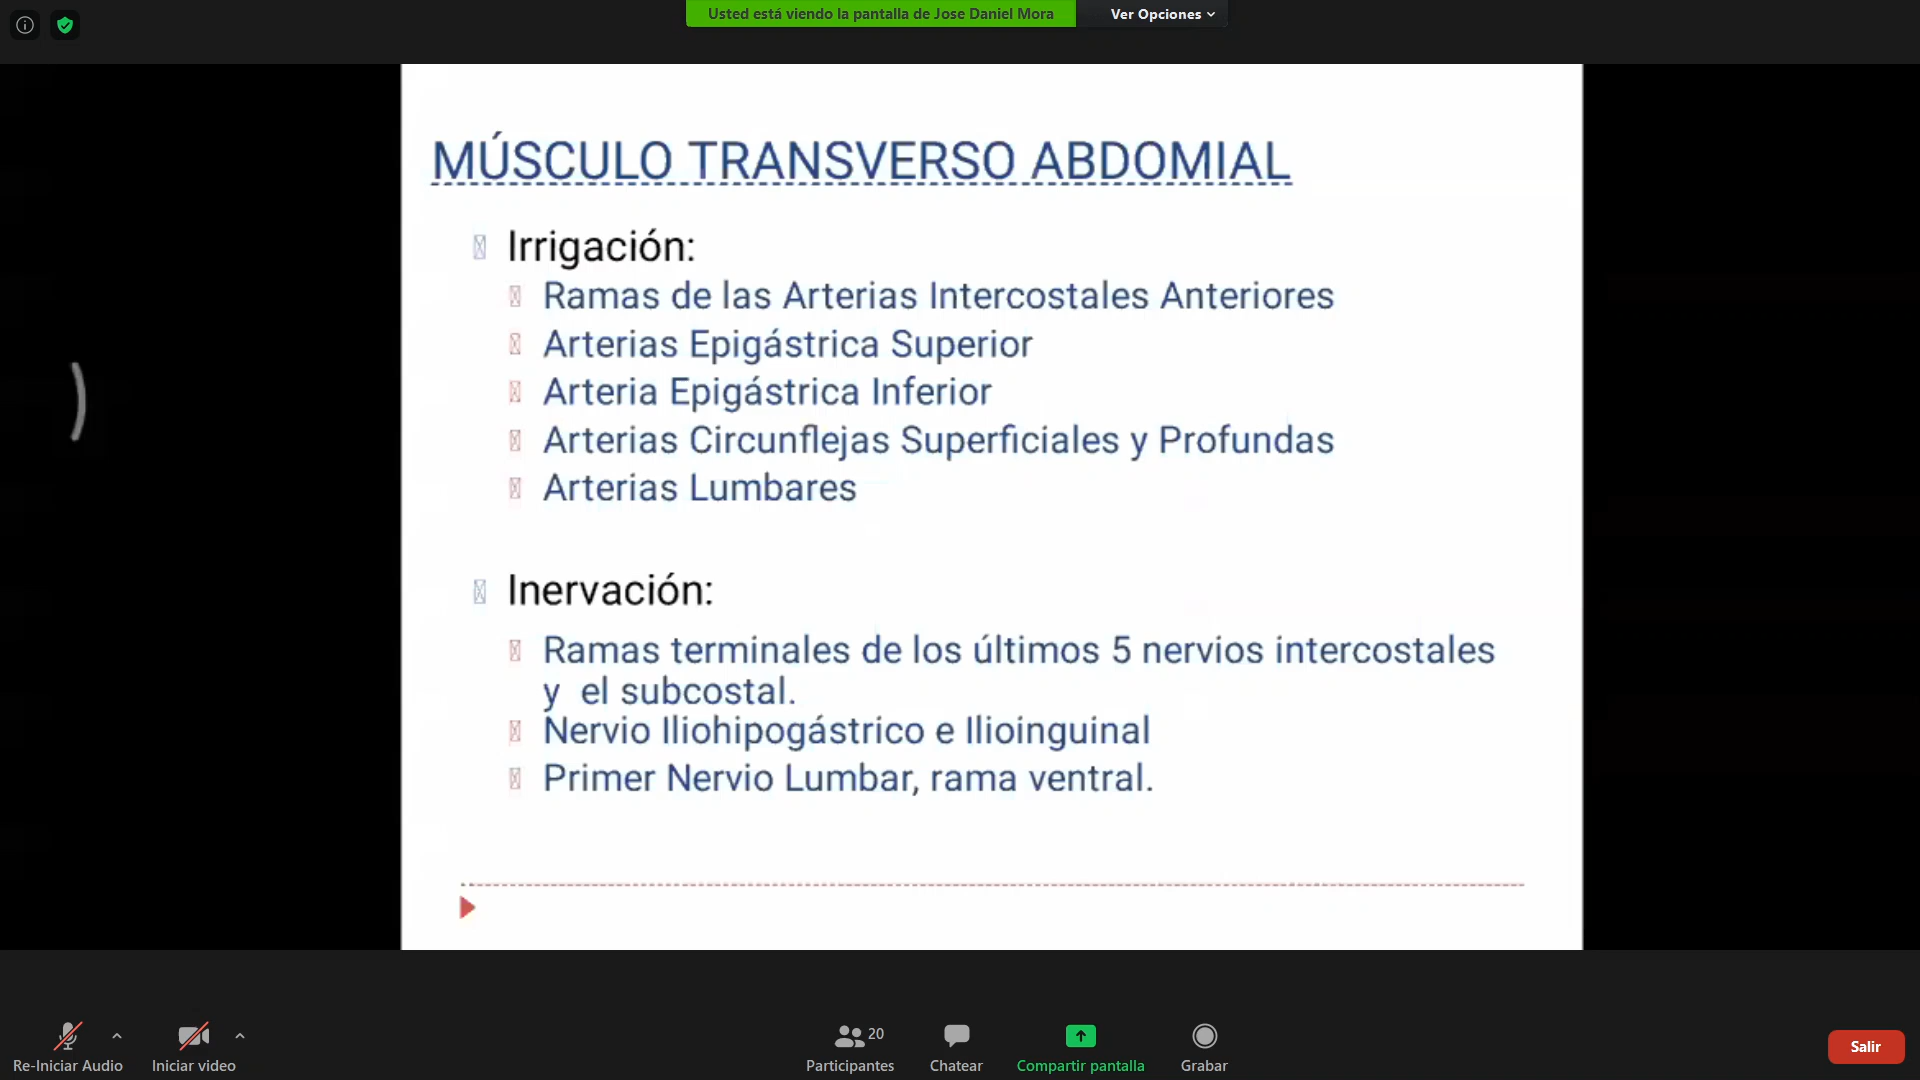 Usted está viendo la pantalla de Jose Daniel Mora
Ver Opciones
MÚSCULO TRANSVERSO ABDOMIAL
Irrigación:
Ramas de las Arterias Intercostales Anteriores
Arterias Epigástrica Superior
Arteria Epigástrica Inferior
Arterias Circunflejas Superficiales y Profundas
Arterias Lumbares
Inervación:
Ramas terminales de los últimos 5 nervios intercostales
y el subcostal.
Nervio Iliohipogástrico e Ilioinguinal
Primer Nervio Lumbar, rama ventral.
Re-Iniciar Audio
Iniciar video
20
Participantes
Chatear
Compartir pantalla
Grabar
Salir